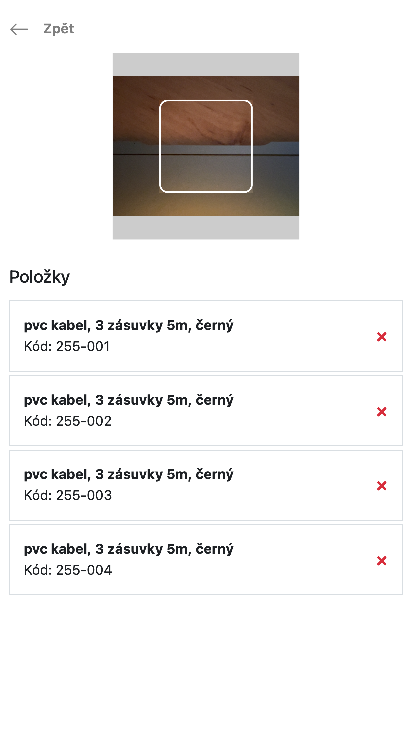 Zpět
Položky
pvc kabel, 3 zásuvky 5m, černý
Kód: 255-001
pvc kabel, 3 zásuvky 5m, černý
Kód: 255-002
pvc kabel, 3 zásuvky 5m, černý
Kód: 255-003
pvc kabel, 3 zásuvky 5m, černý
Kód: 255-004